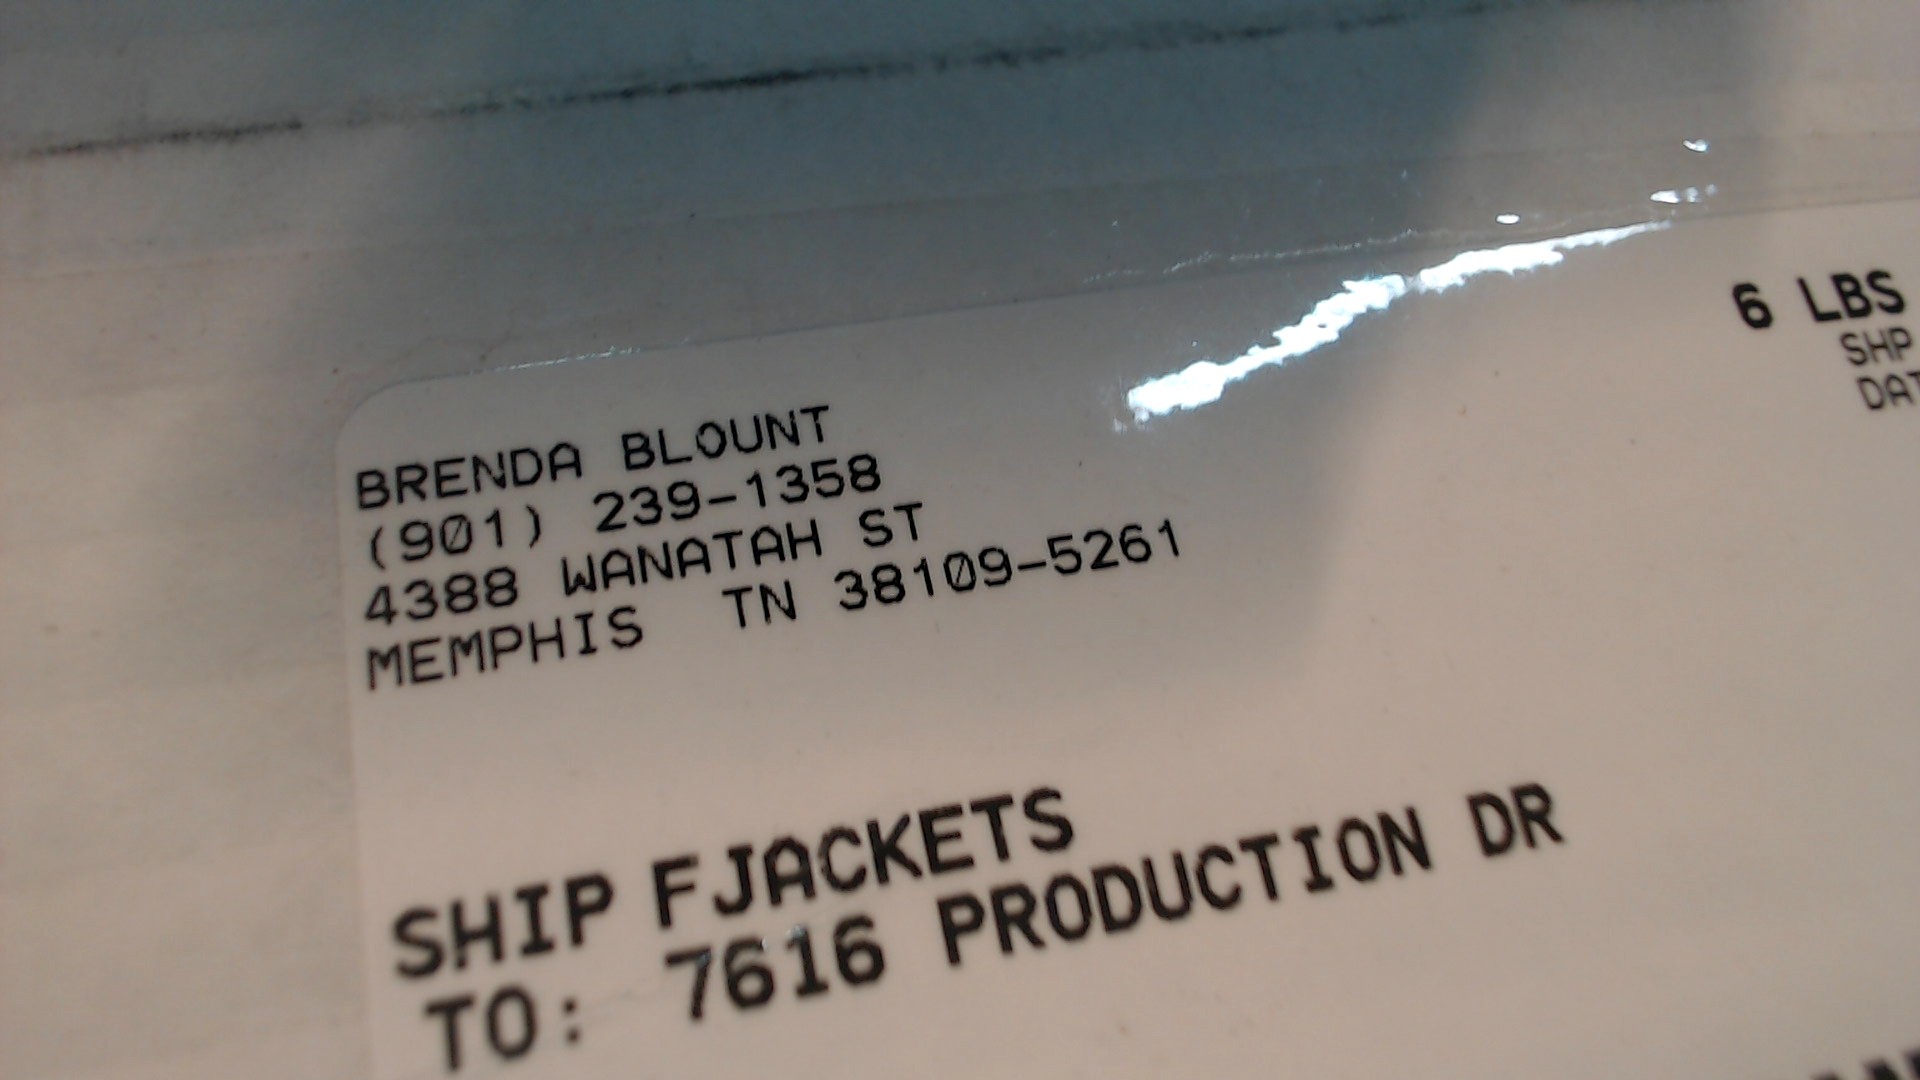 BRENDA BLOUNT
(901) 239-1358
4388 WANATAH ST
MEMPHIS TN 38109-5261
6 LBS
SHP
SHIP FJACKETS
TO: 7616 PRODUCTION DR